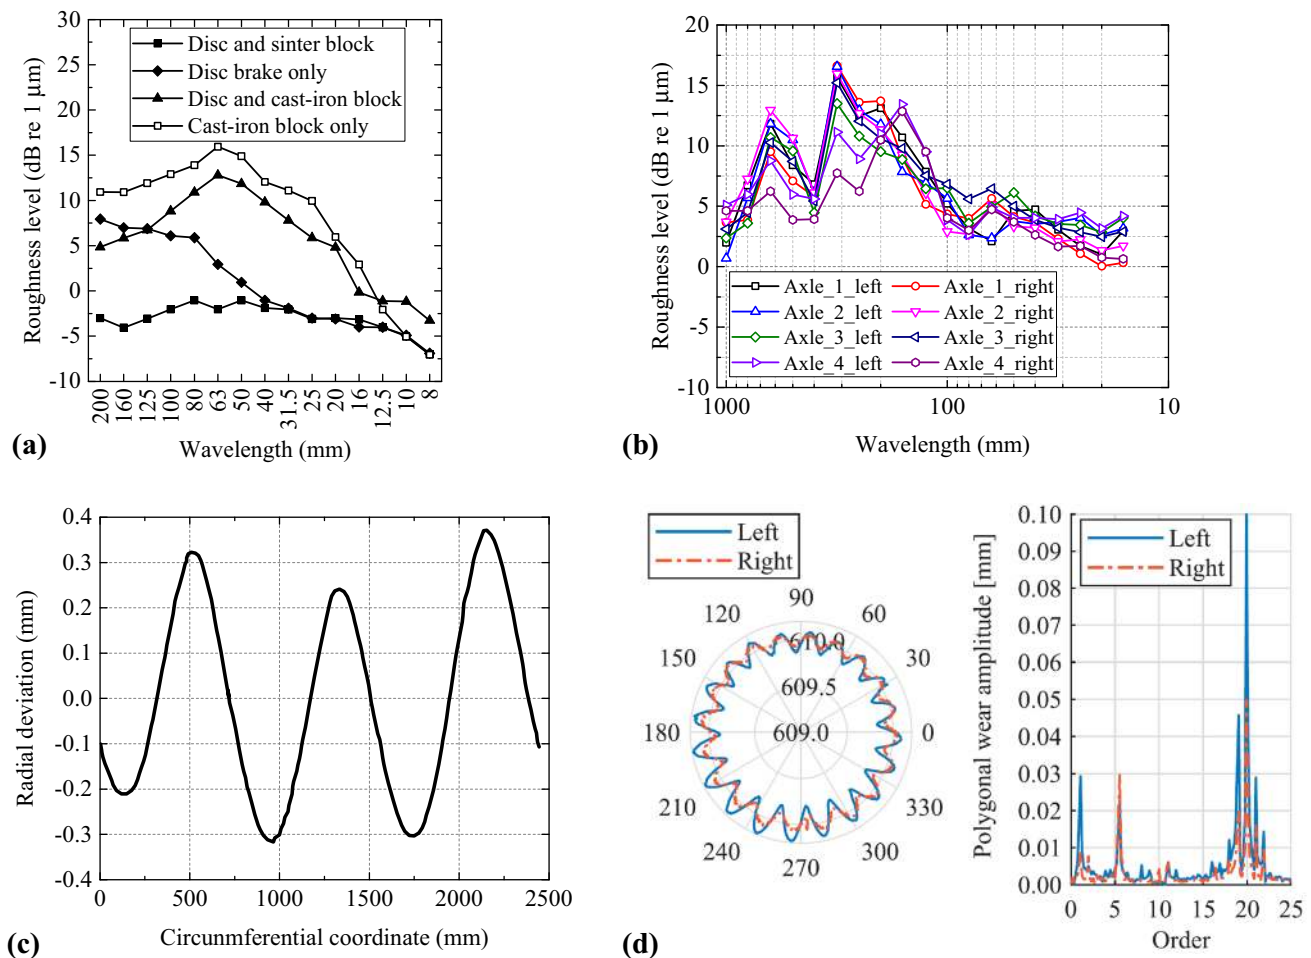 30
25
20
15
10
5
0
-5
-10
Roughness level (dB re 1 µm)
Disc and sinter block
Disc brake only
Disc and cast-iron block
Cast-iron block only
200 160 125 100 80 63 50 40 31.5 25 20 16 12.5 10 8
Wavelength (mm)
(a)
20
15
10
5
0
-5
-10
Roughness level (dB re 1 µm)
Axle_1_left Axle_1_right
Axle_2_left Axle_2_right
Axle_3_left Axle_3_right
Axle_4_left Axle_4_right
1000 100 10
Wavelength (mm)
(b)
0.4
0.3
0.2
0.1
0.0
-0.1
-0.2
-0.3
-0.4
Radial deviation (mm)
0 500 1000 1500 2000 2500
Circunmferential coordinate (mm)
(c)
Left
Right
90
120 60
610.0
150 30
609.5
180 609.0 0
210 330
240 300
270
0.10
0.09
0.08
0.07
0.06
0.05
0.04
0.03
0.02
0.01
0.00
Polygonal wear amplitude [mm]
Left
Right
0 5 10 15 20 25
Order
(d)